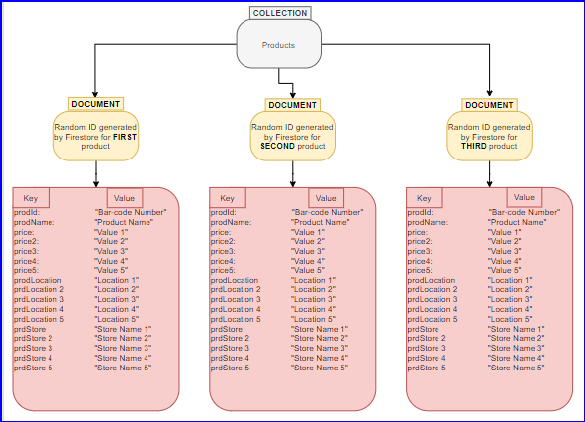 COLLECTION
Products
DOCUMENT
Random ID generated
by Firestore for FIRST
product
DOCUMENT
Random ID generated
by Firestore for
SECOND product
DOCUMENT
Random ID generated
by Firestore for
THIRD product
Key Value
prodId: "Bar-code Number"
prodName: "Product Name"
price: "Value 1"
price2: "Value 2"
price3: "Value 3"
price4: "Value 4"
price5: "Value 5"
prodLocation "Location 1"
prdLocation 2 "Location 2"
prdLocation 3 "Location 3"
prdLocation 4 "Location 4"
prdLocation 5 "Location 5"
prdStore "Store Name 1"
prdStore 2 "Store Name 2"
prdStore 3 "Store Name 3"
prdStore 4 "Store Name 4"
prdStore 5 "Store Name 5"
Key Value
prodId: "Bar-code Number"
prodName: "Product Name"
price: "Value 1"
price2: "Value 2"
price3: "Value 3"
price4: "Value 4"
price5: "Value 5"
prodLocation "Location 1"
prdLocation 2 "Location 2"
prdLocation 3 "Location 3"
prdLocation 4 "Location 4"
prdLocation 5 "Location 5"
prdStore "Store Name 1"
prdStore 2 "Store Name 2"
prdStore 3 "Store Name 3"
prdStore 4 "Store Name 4"
prdStore 5 "Store Name 5"
Key Value
prodId: "Bar-code Number"
prodName: "Product Name"
price: "Value 1"
price2: "Value 2"
price3: "Value 3"
price4: "Value 4"
price5: "Value 5"
prodLocation "Location 1"
prdLocation 2 "Location 2"
prdLocation 3 "Location 3"
prdLocation 4 "Location 4"
prdLocation 5 "Location 5"
prdStore "Store Name 1"
prdStore 2 "Store Name 2"
prdStore 3 "Store Name 3"
prdStore 4 "Store Name 4"
prdStore 5 "Store Name 5"